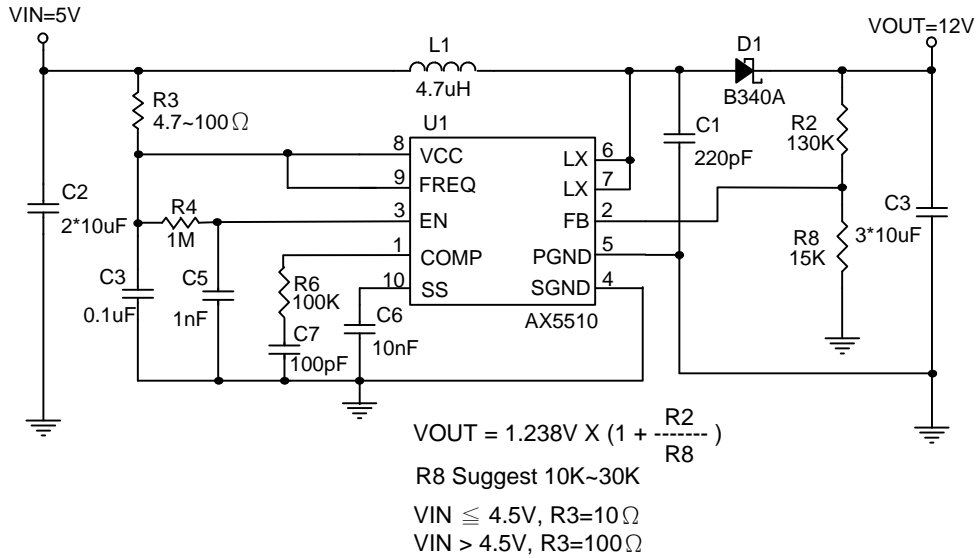 VIN=5V
VOUT=12V
L1
4.7uH
D1
B340A
R3
4.7~100Ω
U1
C1
220pF
R2
130K
8
VCC
9
FREQ
3
EN
1
COMP
10
SS
LX
6
LX
7
FB
2
PGND
5
SGND
4
AX5510
C2
2*10uF
R4
1M
C3
0.1uF
C5
1nF
R6
100K
C7
100pF
C6
10nF
R8
15K
C3
3*10uF
VOUT = 1.238V X (1 + R2 ------- R8 )
R8 Suggest 10K~30K
VIN ≦ 4.5V, R3=10Ω
VIN > 4.5V, R3=100Ω